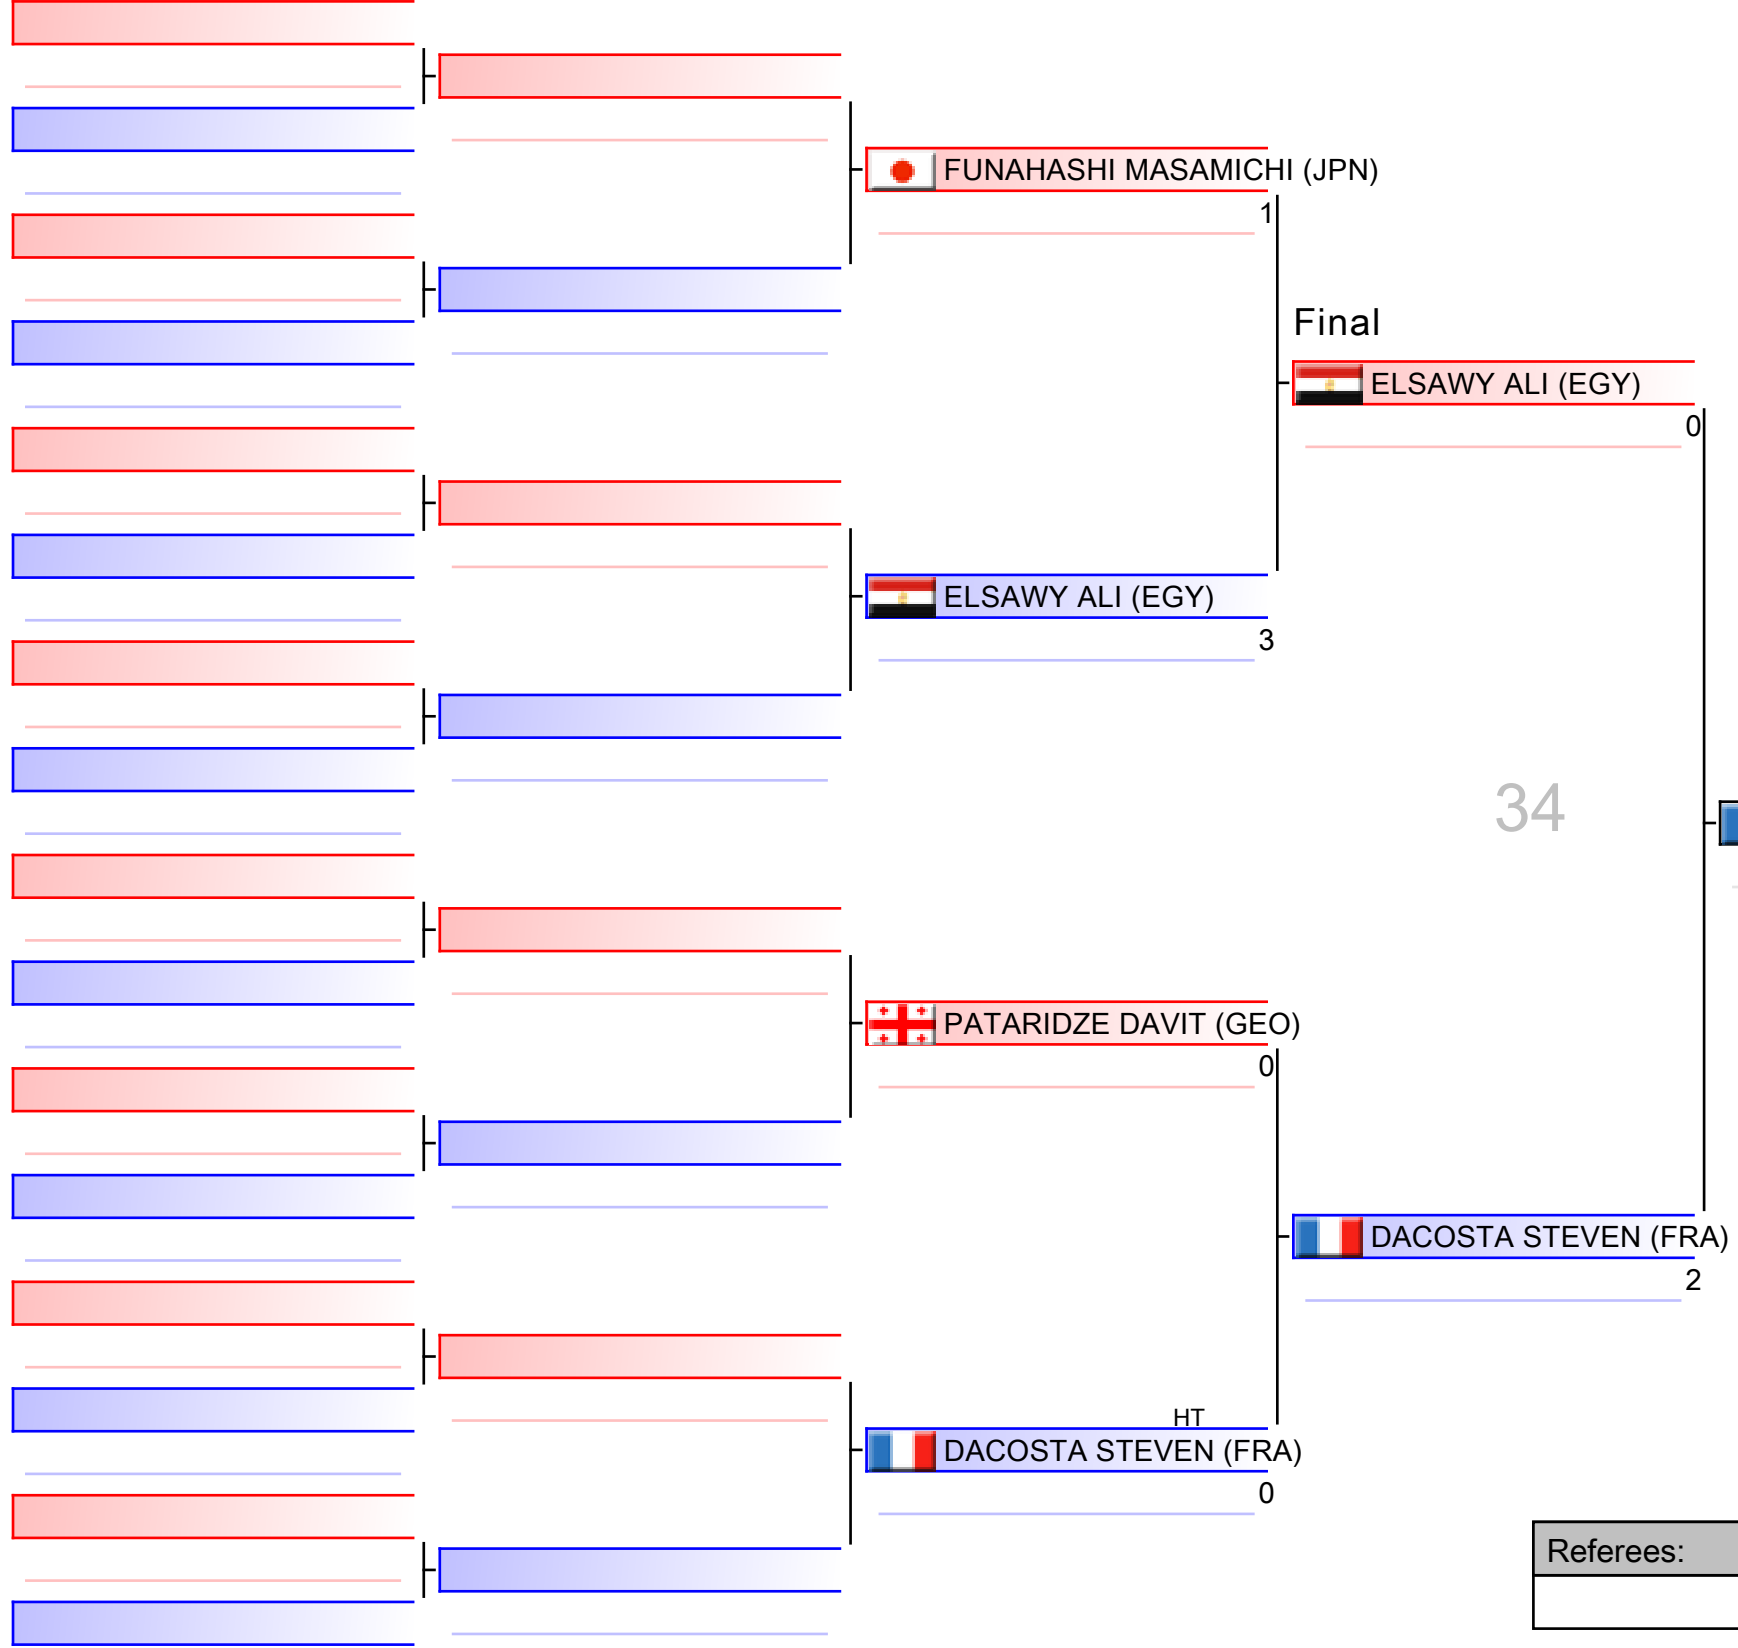 FUNAHASHI MASAMICHI (JPN)
1
Final
ELSAWY ALI (EGY)
0
ELSAWY ALI (EGY)
3
34
PATARIDZE DAVIT (GEO)
0
DACOSTA STEVEN (FRA)
2
HT
DACOSTA STEVEN (FRA)
0
Referees: